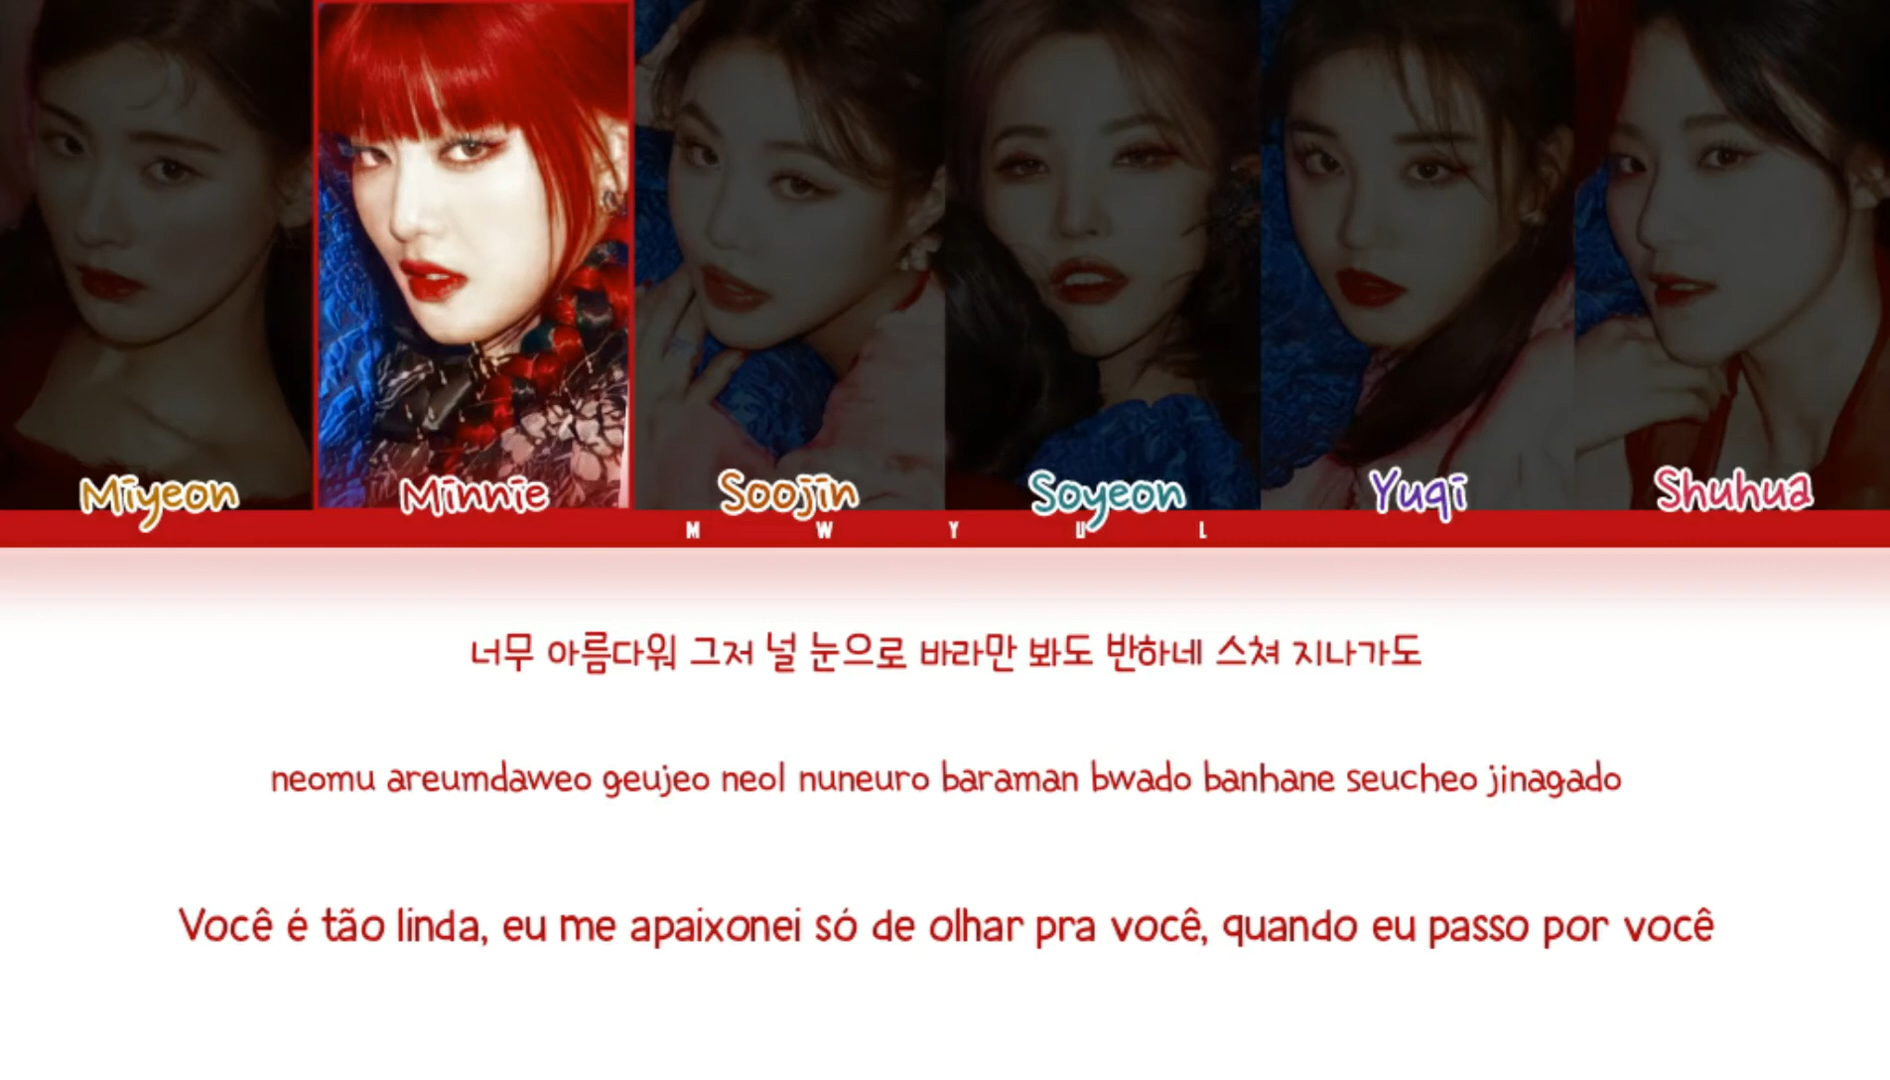 Miyeon Minnie Soojin Soyeon Yuqi Shuhua
M W Y U L
너무 아름다워 그저 널 눈으로 바라만 봐도 반하네 스쳐 지나가도
neomu areumdaweo geujeo neol nuneuro baraman bwado banhane seucheo jinagado
Você é tão linda, eu me apaixonei só de olhar pra você, quando eu passo por você